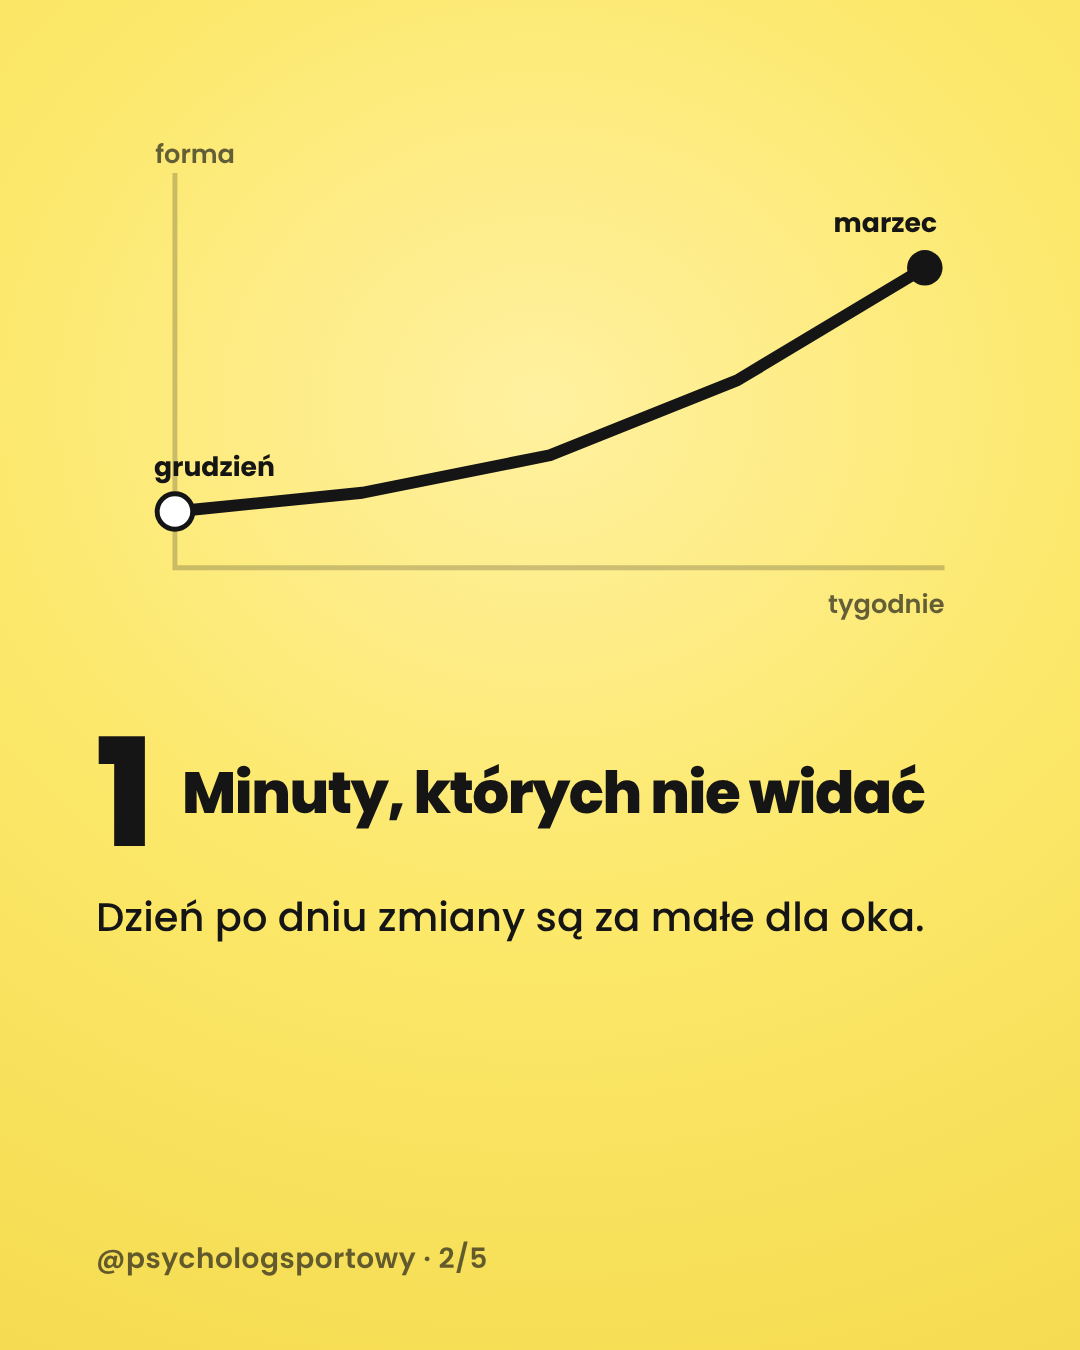 forma
marzec
grudzień
tygodnie
1 Minuty, których nie widać
Dzień po dniu zmiany są za małe dla oka.
@psychologsportowy · 2/5